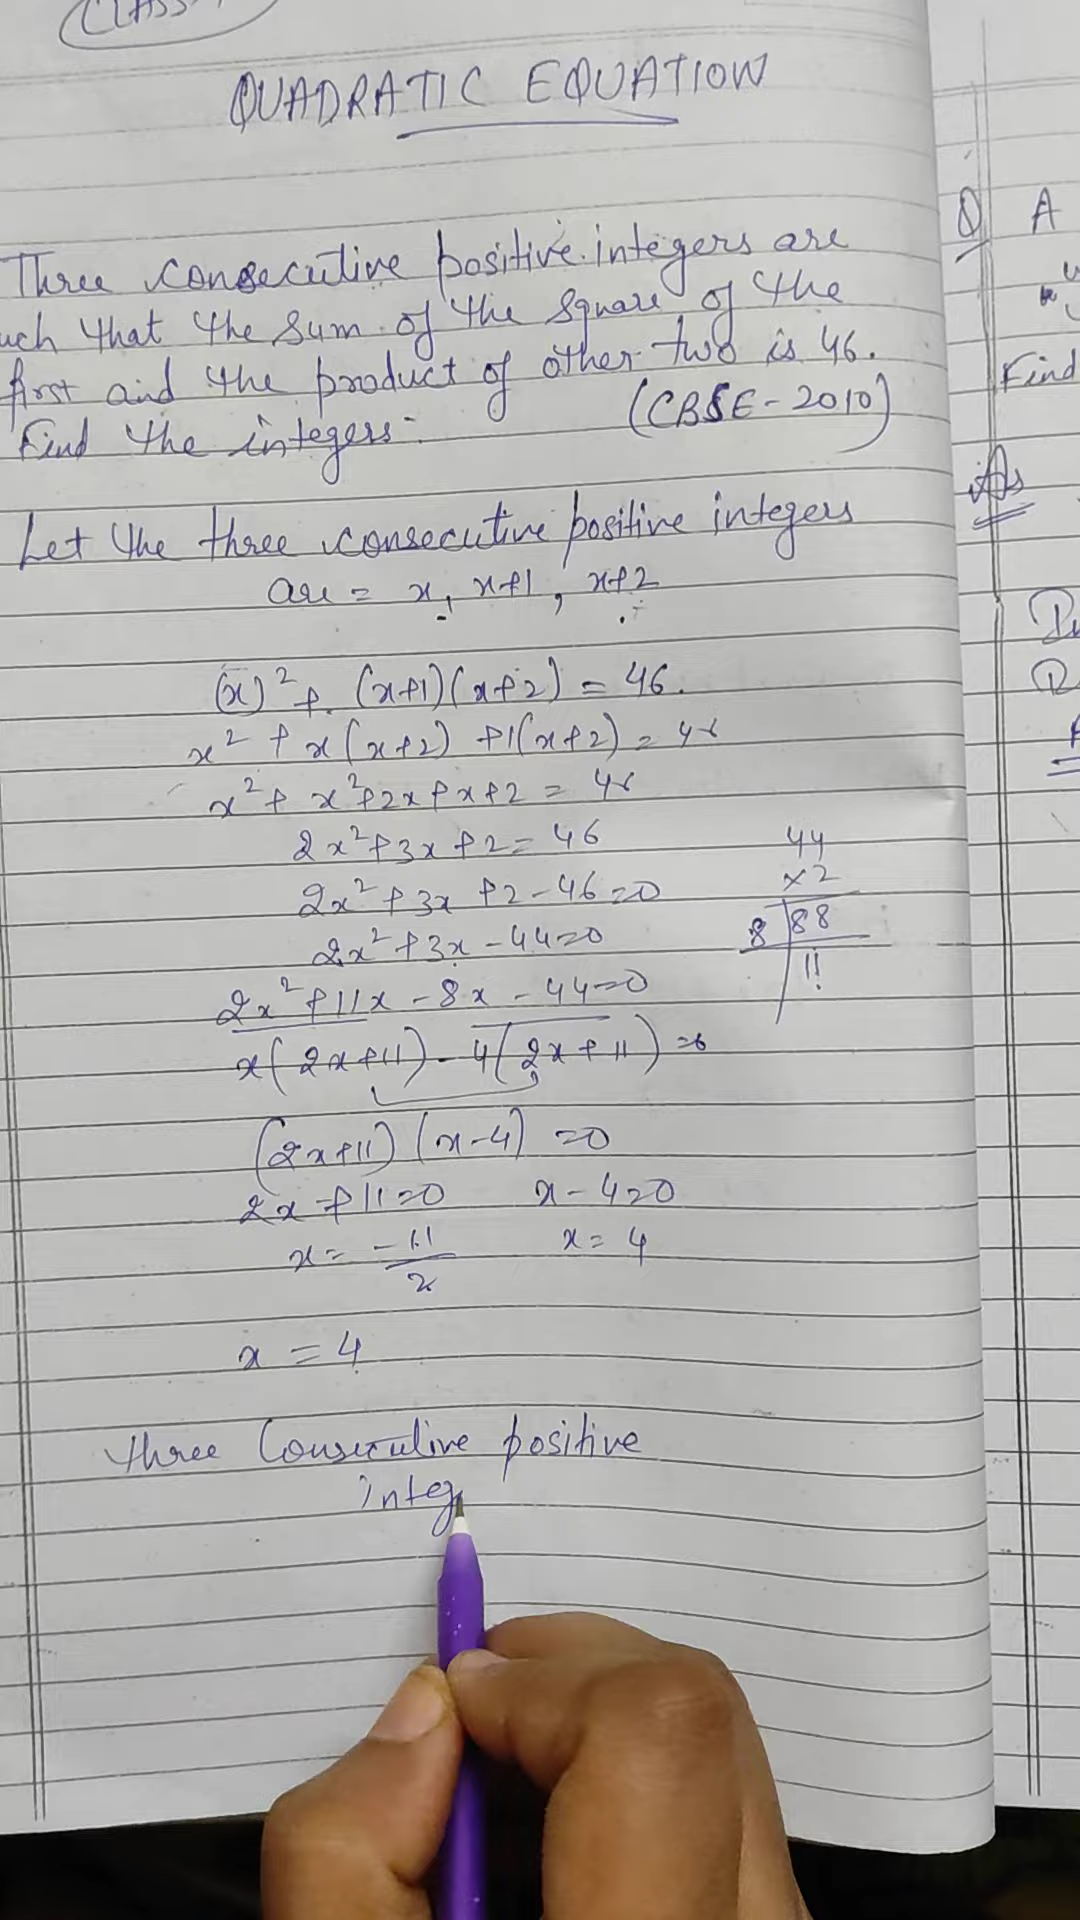 QUADRATIC EQUATION
Three consecutive positive integers are
uch that the sum of the square of the
first and the product of other two is 46.
Find the integers.
(CBSE-2010)
Let the three consecutive positive integers
are = x, x+1, x+2
(x)² + (x+1)(x+2) = 46.
x² + x(x+2) +1(x+2) = 46
x² + x²+2x+x+2 = 46
2x²+3x+2=46
2x²+3x+2-46=0
2x²+3x-44=0
2x²+11x-8x-44=0
x(2x+11)-4(2x+11)=0
(2x+11)(x-4)=0
2x+11=0 x-4=0
x=-11/2 x=4
x=4
three Consecutive positive
integ
44
×2
8 88
11
Q A
Find
As